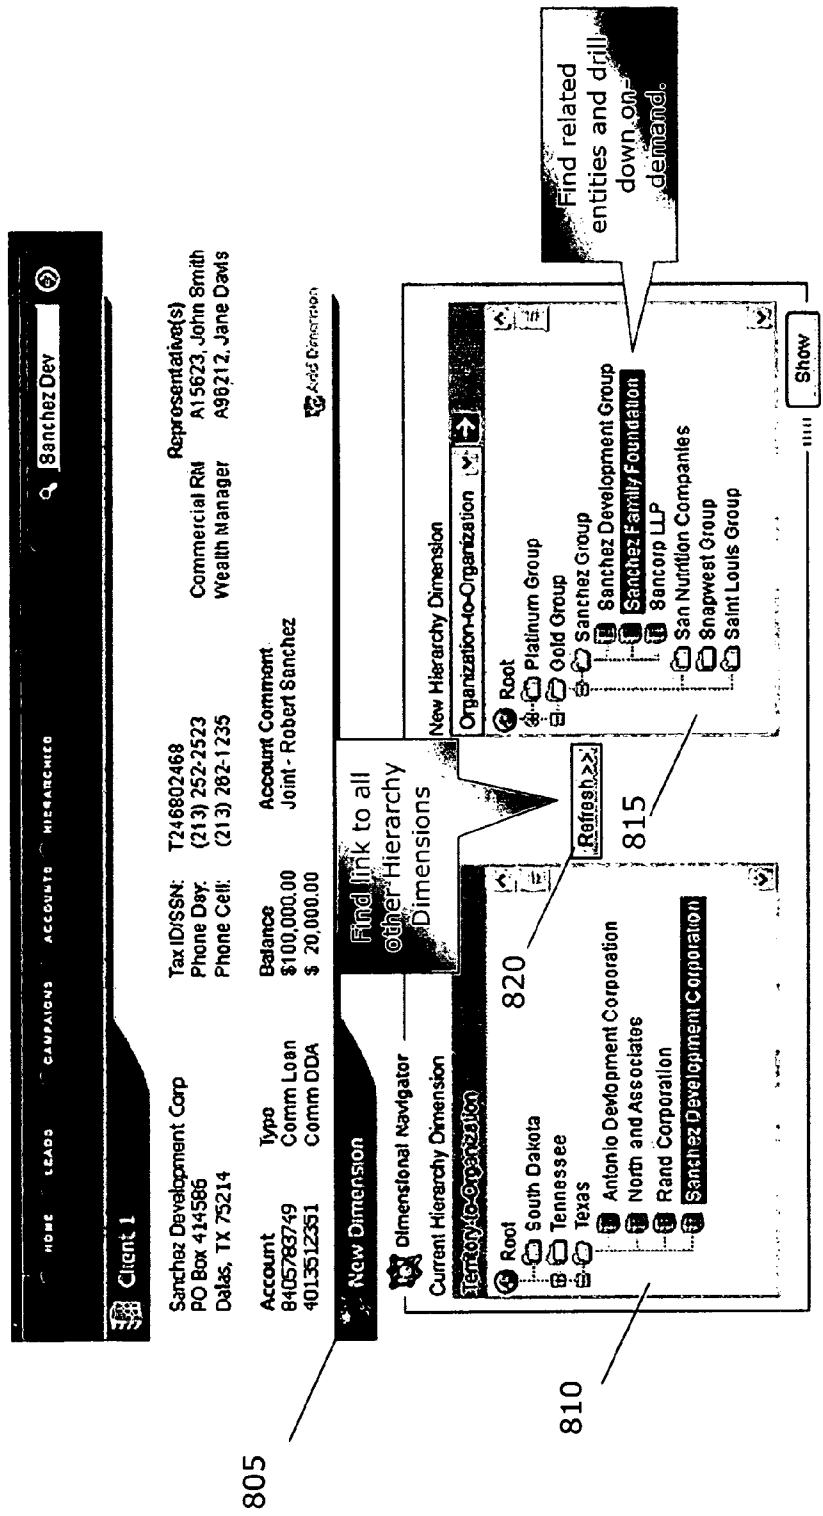 HOME LEADS CAMPAIGNS ACCOUNTS HIERARCHIES
Sanchez Dev
Client 1
Sanchez Development Corp
PO Box 414586
Dalas, TX 75214
Tax ID/SSN: T246802468
Phone Day: (213) 252-2523
Phone Cell: (213) 282-1235
Representative(s)
Commercial RM A15623, John Smith
Wealth Manager A96212, Jane Davis
Account Type Balance Account Comment
8405783749 Comm Loan $100,000.00 Joint - Robert Sanchez
4013512351 Comm DDA $ 20,000.00
New Dimension
Add Dimension
805
Find link to all
other Hierarchy
Dimensions
Dimensional Navigator
Current Hierarchy Dimension
Territory-to-Organization
Root
South Dakota
Tennessee
Texas
Antonio Devlopment Corporation
North and Associates
Rand Corporation
Sanchez Development Corporation
810
820
Refresh >>
815
New Hierarchy Dimension
Organization-to-Organization
Root
Platinum Group
Gold Group
Sanchez Group
Sanchez Development Group
Sanchez Family Foundation
Sancorp LLP
San Nutrition Companies
Snapwest Group
Saint Louis Group
Find related
entities and drill
down on-
demand.
Show